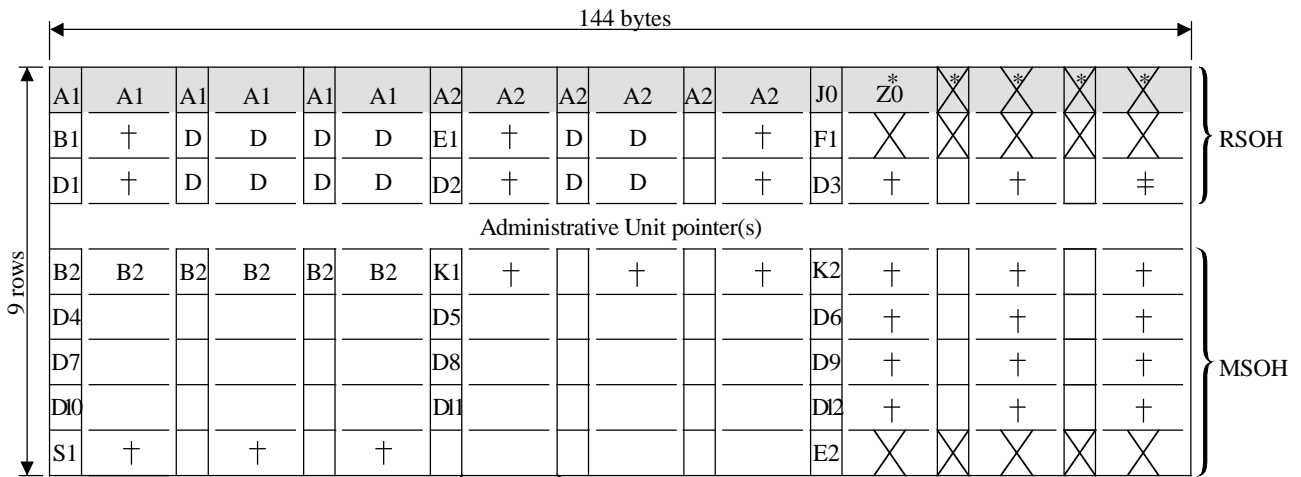 144 bytes
A1 A1 A1 A1 A1 A1 A2 A2 A2 A2 A2 A2 J0 Z0* * * * *
B1 † D D D D E1 † D D † F1
D1 † D D D D D2 † D D † D3 † † ‡
RSOH
Administrative Unit pointer(s)
9 rows
B2 B2 B2 B2 B2 B2 K1 † † † K2 † † †
D4 D5 D6 † † †
D7 D8 D9 † † †
MSOH
D10 D11 D12 † † †
S1 † † † E2